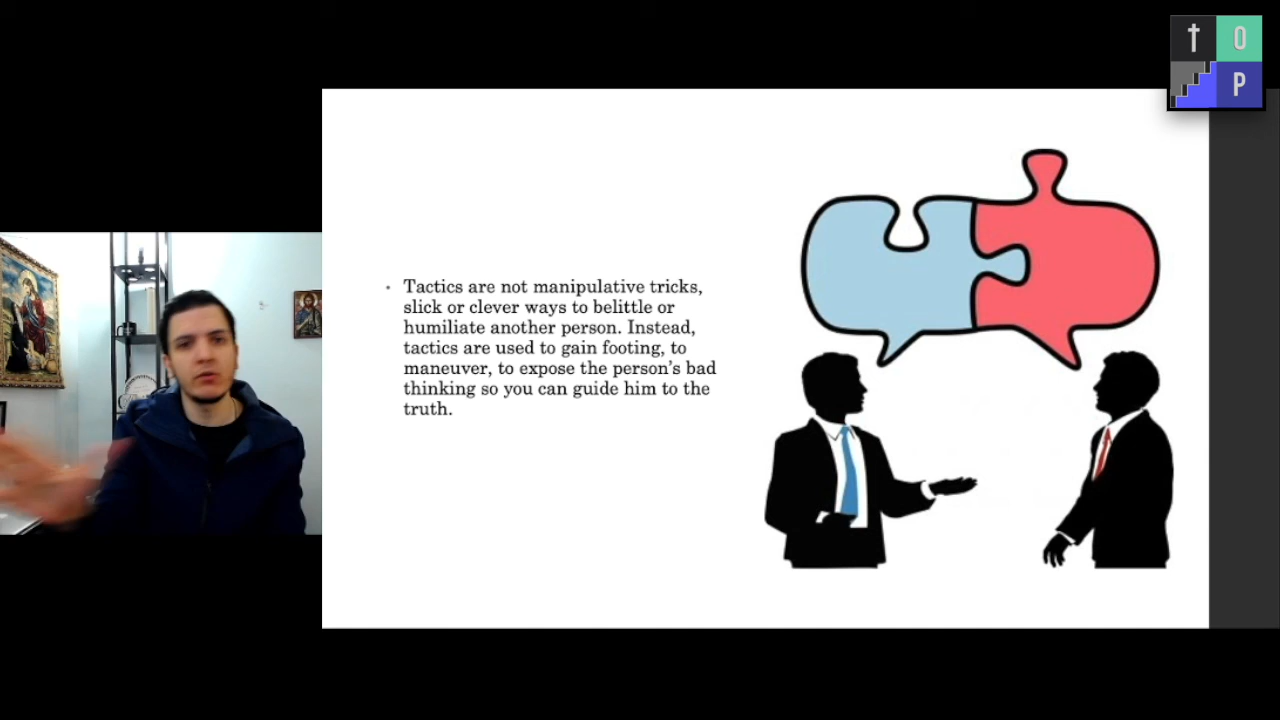 † O
P
• Tactics are not manipulative tricks,
slick or clever ways to belittle or
humiliate another person. Instead,
tactics are used to gain footing, to
maneuver, to expose the person's bad
thinking so you can guide him to the
truth.